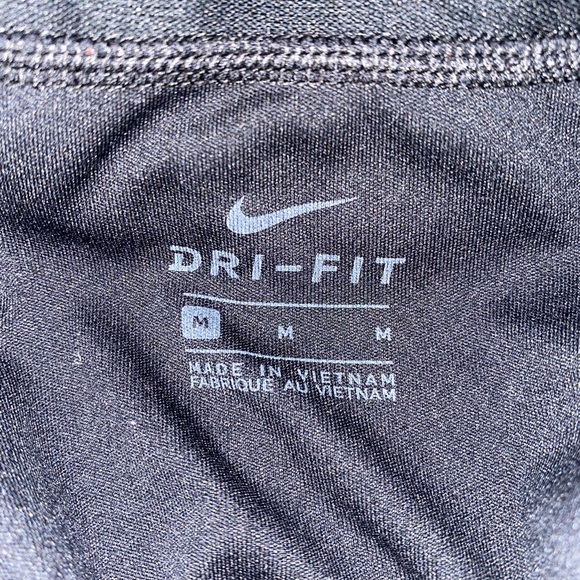 DRI-FIT
M M M
MADE IN VIETNAM
FABRIQUE AU VIETNAM